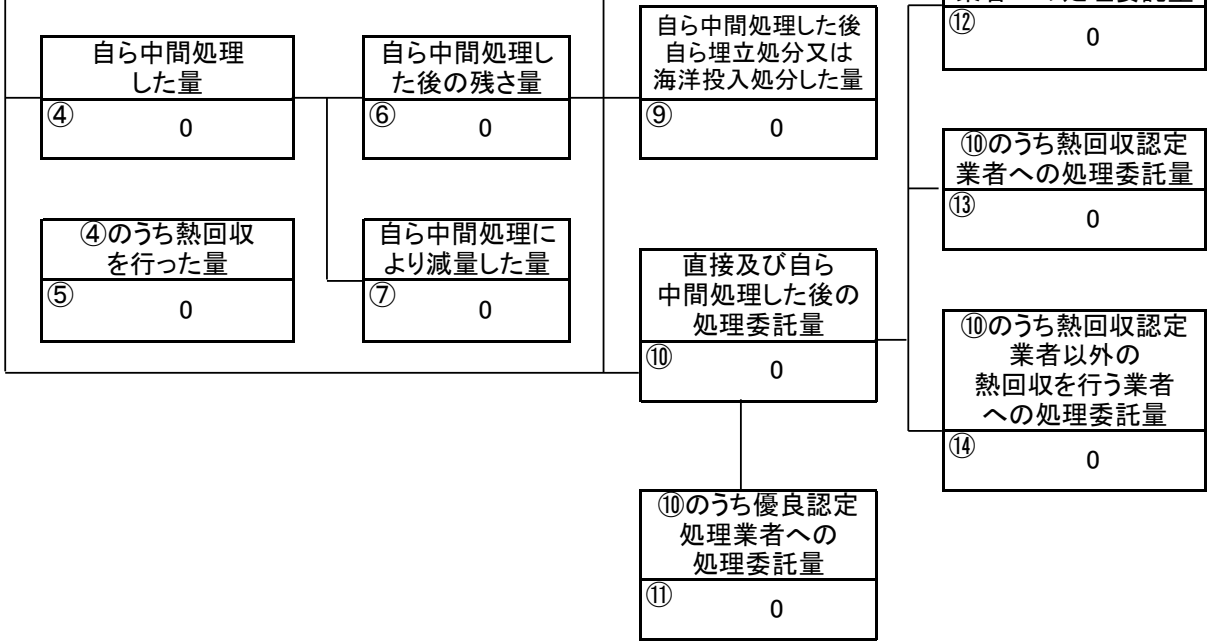 ⑫
0
自ら中間処理
した量
④
0
自ら中間処理し
た後の残さ量
⑥
0
自ら中間処理した後
自ら埋立処分又は
海洋投入処分した量
⑨
0
⑩のうち熱回収認定
業者への処理委託量
⑬
0
④のうち熱回収
を行った量
⑤
0
自ら中間処理に
より減量した量
⑦
0
直接及び自ら
中間処理した後の
処理委託量
⑩
0
⑩のうち熱回収認定
業者以外の
熱回収を行う業者
への処理委託量
⑭
0
⑩のうち優良認定
処理業者への
処理委託量
⑪
0